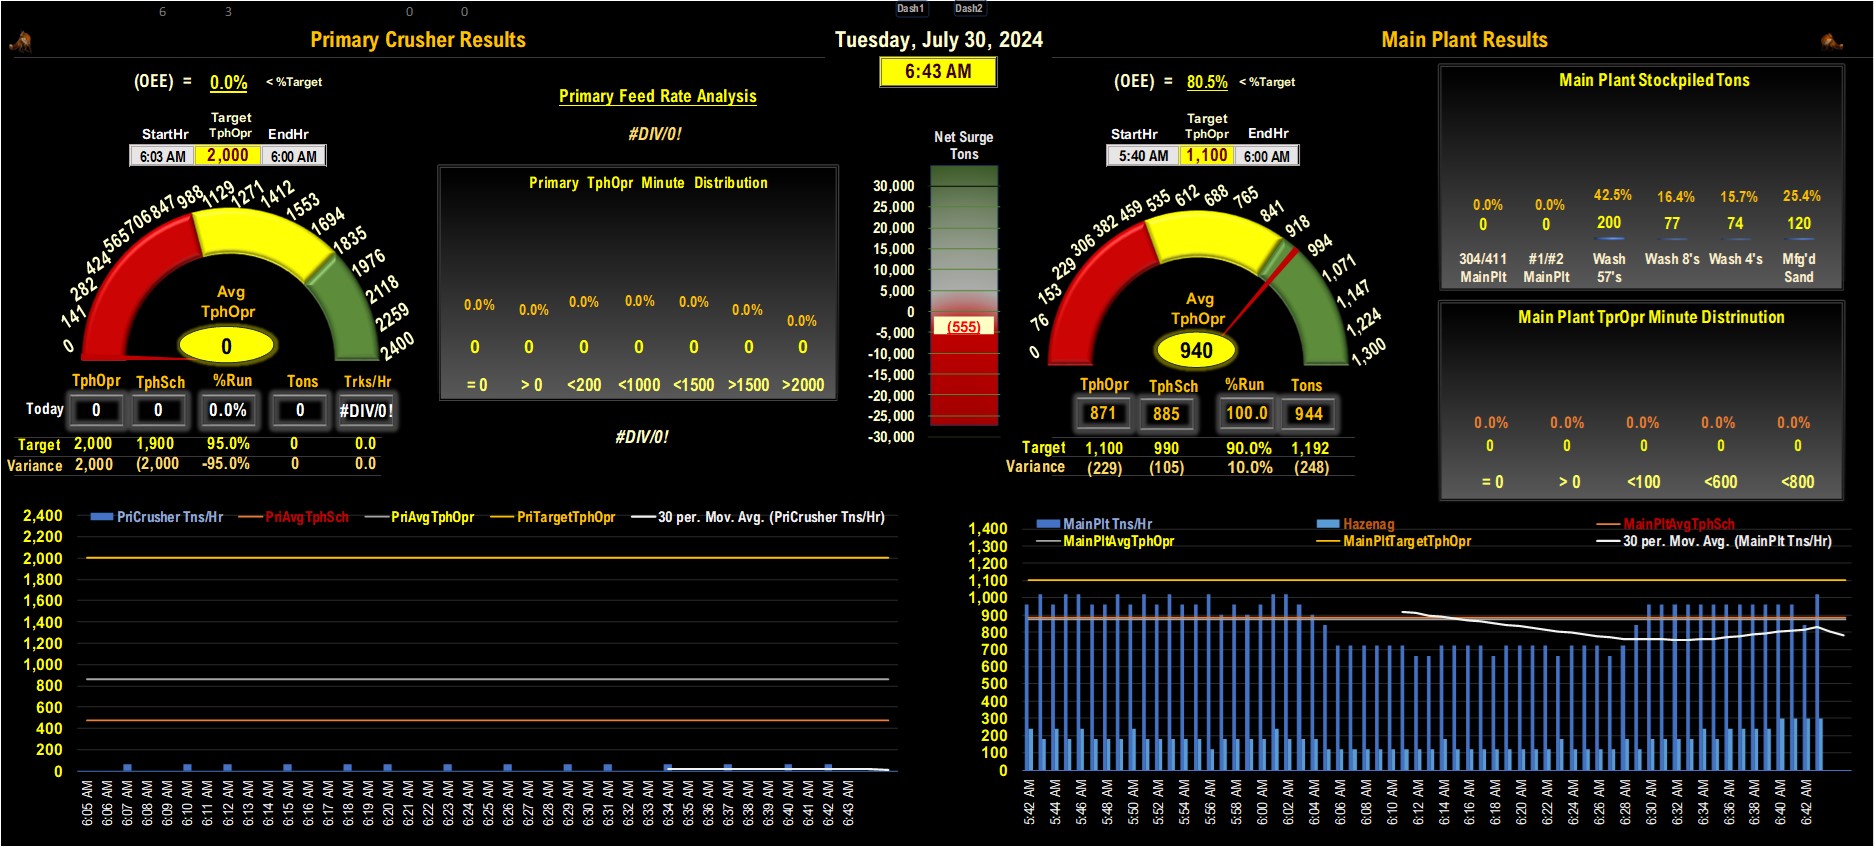 6 3 0 0 Dash1 Dash2
Primary Crusher Results
Tuesday, July 30, 2024
Main Plant Results
6:43 AM
(OEE) = 0.0% < %Target
Primary Feed Rate Analysis
#DIV/0!
Target
StartHr TphOpr EndHr
6:03 AM 2,000 6:00 AM
0 141 282 424 565 706 847 988 1129 1271 1412 1553 1694 1835 1976 2118 2259 2400
Avg
TphOpr
0
TphOpr TphSch %Run Tons Trks/Hr
Today 0 0 0.0% 0 #DIV/0!
Target 2,000 1,900 95.0% 0 0.0
Variance 2,000 (2,000 -95.0% 0 0.0
Primary TphOpr Minute Distribution
0.0% 0.0% 0.0% 0.0% 0.0% 0.0% 0.0%
0 0 0 0 0 0 0
= 0 > 0 <200 <1000 <1500 >1500 >2000
#DIV/0!
Net Surge
Tons
30,000
25,000
20,000
15,000
10,000
5,000
0
-5,000
-10,000
-15,000
-20,000
-25,000
-30,000
(555)
(OEE) = 80.5% < %Target
Target
StartHr TphOpr EndHr
5:40 AM 1,100 6:00 AM
0 76 153 229 306 382 459 535 612 688 765 841 918 994 1,071 1,147 1,224 1,300
Avg
TphOpr
940
TphOpr TphSch %Run Tons
871 885 100.0 944
Target 1,100 990 90.0% 1,192
Variance (229) (105) 10.0% (248)
Main Plant Stockpiled Tons
0.0% 0.0% 42.5% 16.4% 15.7% 25.4%
0 0 200 77 74 120
304/411 #1/#2 Wash Wash 8's Wash 4's Mfg'd
MainPlt MainPlt 57's Sand
Main Plant TprOpr Minute Distrinution
0.0% 0.0% 0.0% 0.0% 0.0%
0 0 0 0 0
= 0 > 0 <100 <600 <800
PriCrusher Tns/Hr PriAvgTphSch PriAvgTphOpr PriTargetTphOpr 30 per. Mov. Avg. (PriCrusher Tns/Hr)
2,400
2,200
2,000
1,800
1,600
1,400
1,200
1,000
800
600
400
200
0
6:05 AM 6:06 AM 6:07 AM 6:08 AM 6:09 AM 6:10 AM 6:11 AM 6:12 AM 6:13 AM 6:14 AM 6:15 AM 6:16 AM 6:17 AM 6:18 AM 6:19 AM 6:20 AM 6:21 AM 6:22 AM 6:23 AM 6:24 AM 6:25 AM 6:26 AM 6:27 AM 6:28 AM 6:29 AM 6:30 AM 6:31 AM 6:32 AM 6:33 AM 6:34 AM 6:35 AM 6:36 AM 6:37 AM 6:38 AM 6:39 AM 6:40 AM 6:41 AM 6:42 AM 6:43 AM
MainPlt Tns/Hr Hazenag MainPltAvgTphSch
MainPltAvgTphOpr MainPltTargetTphOpr 30 per. Mov. Avg. (MainPlt Tns/Hr)
1,400
1,300
1,200
1,100
1,000
900
800
700
600
500
400
300
200
100
0
5:42 AM 5:44 AM 5:46 AM 5:48 AM 5:50 AM 5:52 AM 5:54 AM 5:56 AM 5:58 AM 6:00 AM 6:02 AM 6:04 AM 6:06 AM 6:08 AM 6:10 AM 6:12 AM 6:14 AM 6:16 AM 6:18 AM 6:20 AM 6:22 AM 6:24 AM 6:26 AM 6:28 AM 6:30 AM 6:32 AM 6:34 AM 6:36 AM 6:38 AM 6:40 AM 6:42 AM